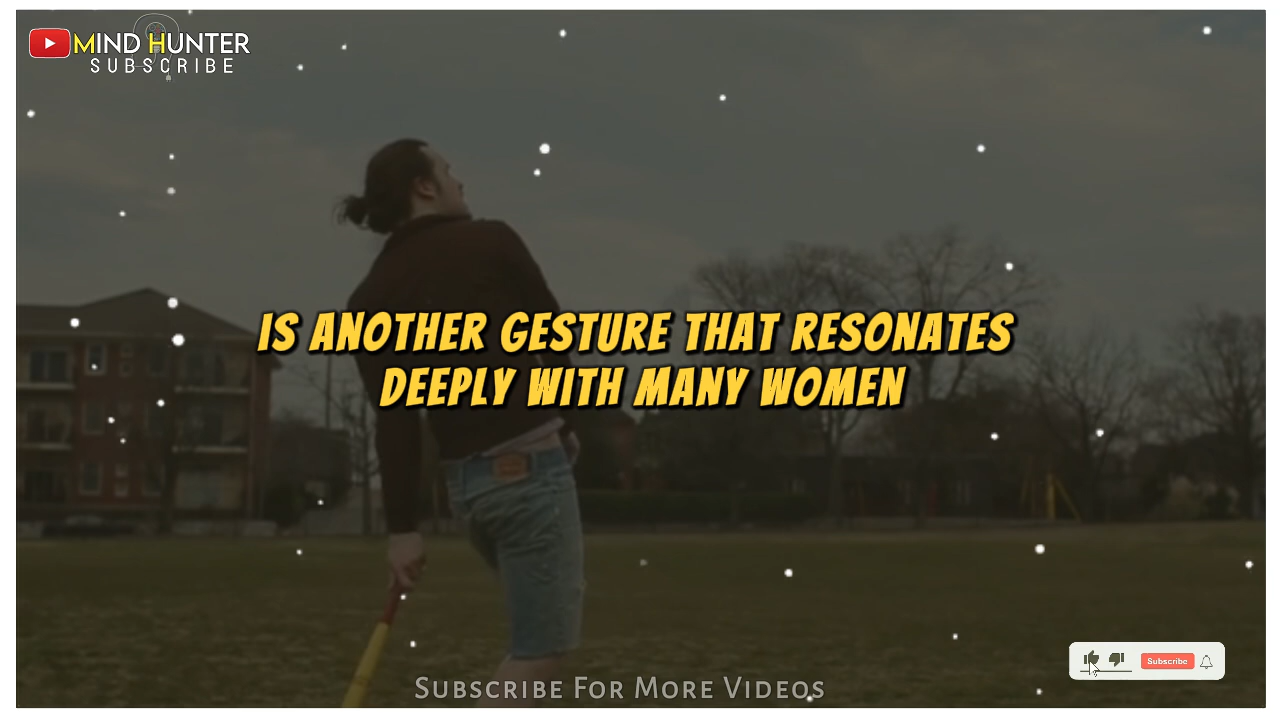 MIND HUNTER
SUBSCRIBE
IS ANOTHER GESTURE THAT RESONATES
DEEPLY WITH MANY WOMEN
Subscribe
SUBSCRIBE FOR MORE VIDEOS